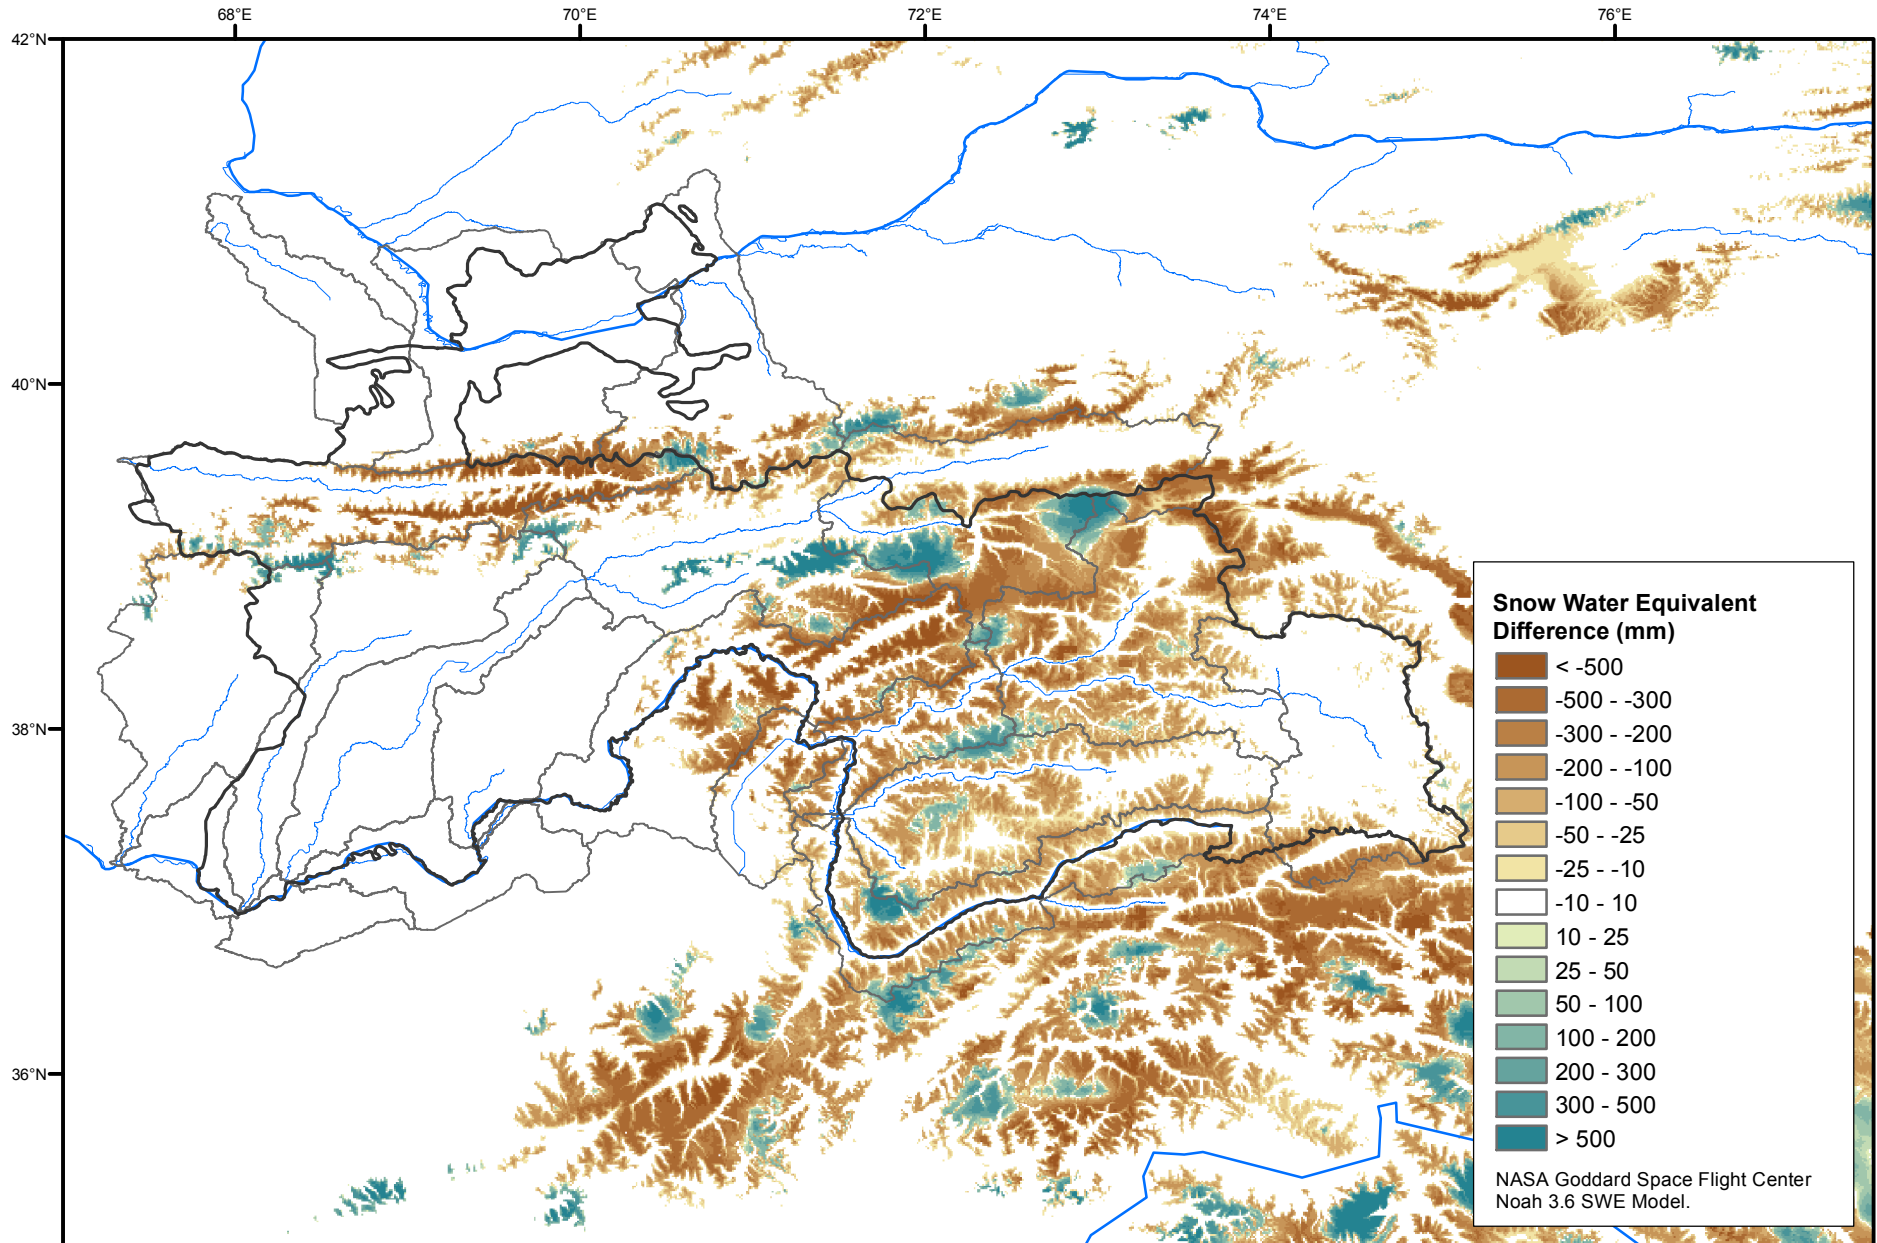 68°E
70°E
72°E
74°E
76°E
42°N
40°N
38°N
36°N
Snow Water Equivalent
Difference (mm)
< -500
-500 - -300
-300 - -200
-200 - -100
-100 - -50
-50 - -25
-25 - -10
-10 - 10
10 - 25
25 - 50
50 - 100
100 - 200
200 - 300
300 - 500
> 500
NASA Goddard Space Flight Center
Noah 3.6 SWE Model.